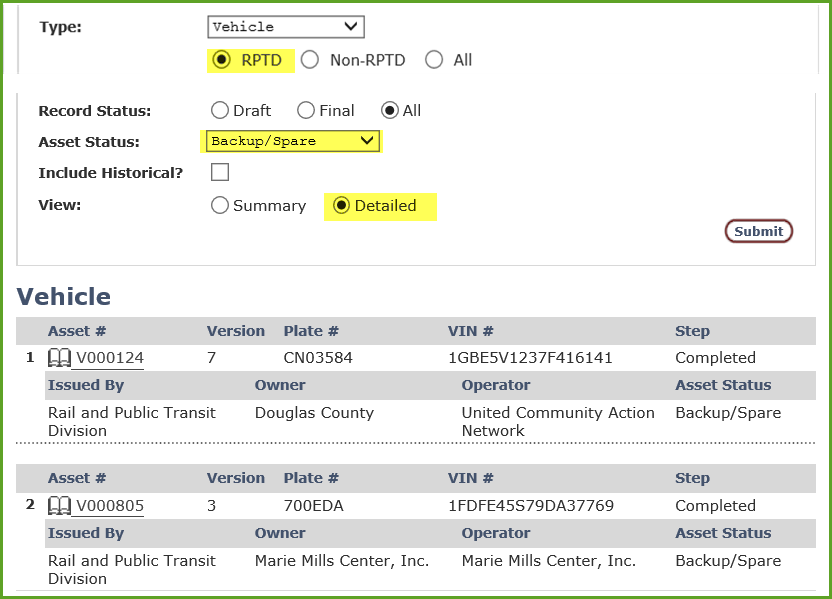 Type: Vehicle
RPTD Non-RPTD All
Record Status: Draft Final All
Asset Status: Backup/Spare
Include Historical?
View: Summary Detailed
Submit
Vehicle
Asset # Version Plate # VIN # Step
1 V000124 7 CN03584 1GBE5V1237F416141 Completed
Issued By Owner Operator Asset Status
Rail and Public Transit Douglas County United Community Action Backup/Spare
Division Network
Asset # Version Plate # VIN # Step
2 V000805 3 700EDA 1FDFE45S79DA37769 Completed
Issued By Owner Operator Asset Status
Rail and Public Transit Marie Mills Center, Inc. Marie Mills Center, Inc. Backup/Spare
Division